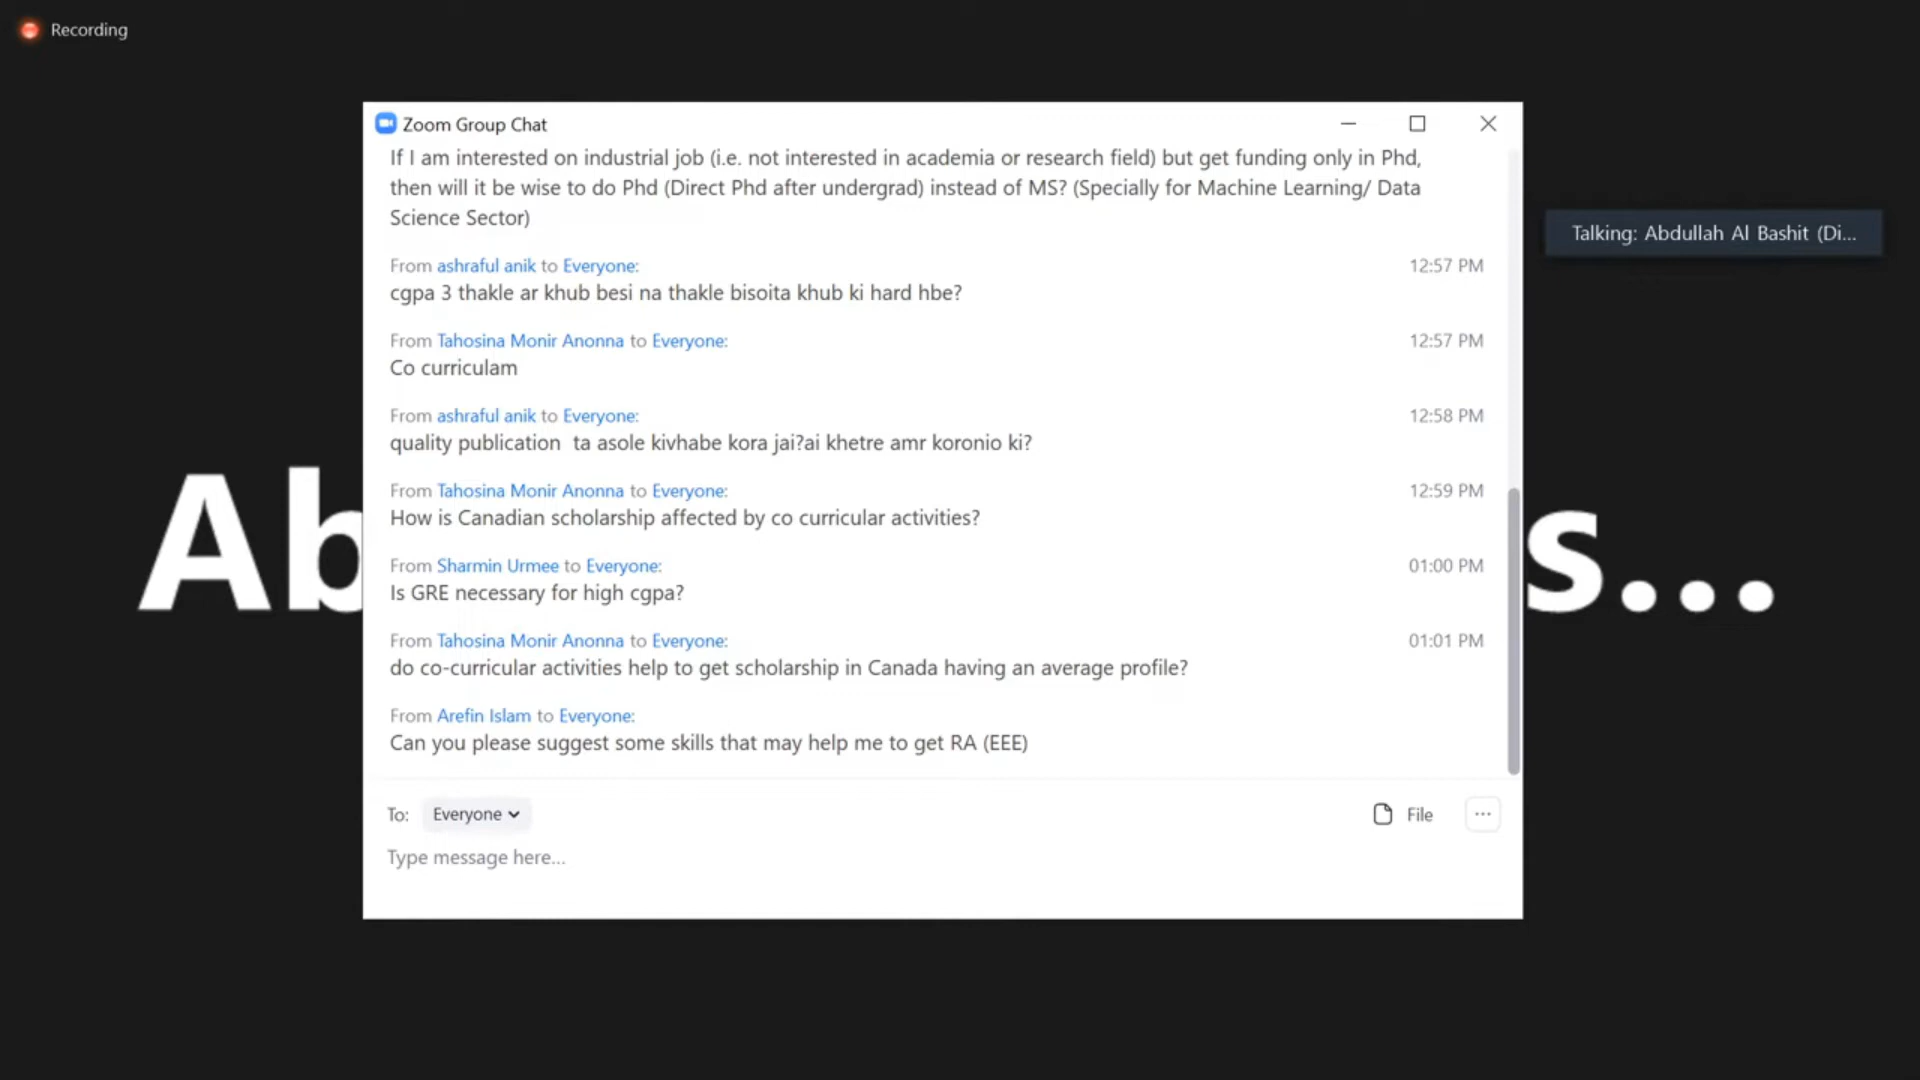 Recording
Zoom Group Chat
If I am interested on industrial job (i.e. not interested in academia or research field) but get funding only in Phd,
then will it be wise to do Phd (Direct Phd after undergrad) instead of MS? (Specially for Machine Learning/ Data
Science Sector)
Talking: Abdullah Al Bashit (Di...
From ashraful anik to Everyone: 12:57 PM
cgpa 3 thakle ar khub besi na thakle bisoita khub ki hard hbe?
From Tahosina Monir Anonna to Everyone: 12:57 PM
Co curriculam
From ashraful anik to Everyone: 12:58 PM
quality publication  ta asole kivhabe kora jai?ai khetre amr koronio ki?
From Tahosina Monir Anonna to Everyone: 12:59 PM
How is Canadian scholarship affected by co curricular activities?
Ab s...
From Sharmin Urmee to Everyone: 01:00 PM
Is GRE necessary for high cgpa?
From Tahosina Monir Anonna to Everyone: 01:01 PM
do co-curricular activities help to get scholarship in Canada having an average profile?
From Arefin Islam to Everyone:
Can you please suggest some skills that may help me to get RA (EEE)
To: Everyone File ...
Type message here...